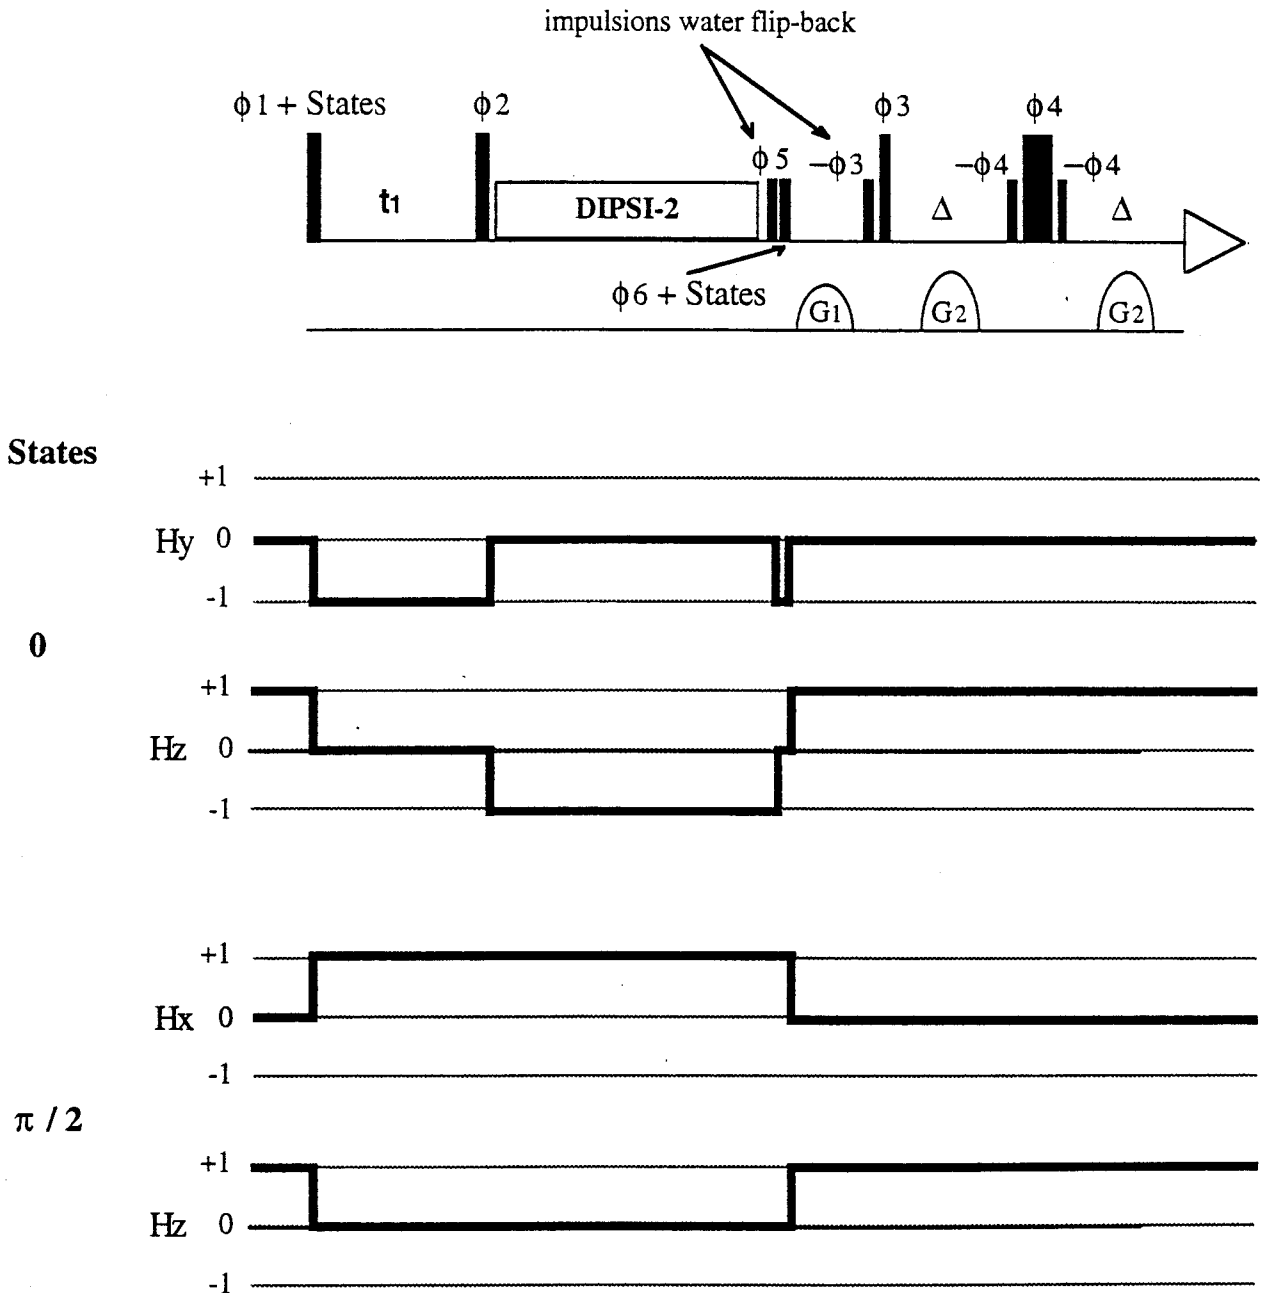 impulsions water flip-back
ϕ1 + States
ϕ2
ϕ3
ϕ4
ϕ5
−ϕ3
−ϕ4
−ϕ4
t1
DIPSI-2
Δ
Δ
ϕ6 + States
G1
G2
G2
States
+1
Hy 0
-1
0
+1
Hz 0
-1
+1
Hx 0
-1
π / 2
+1
Hz 0
-1